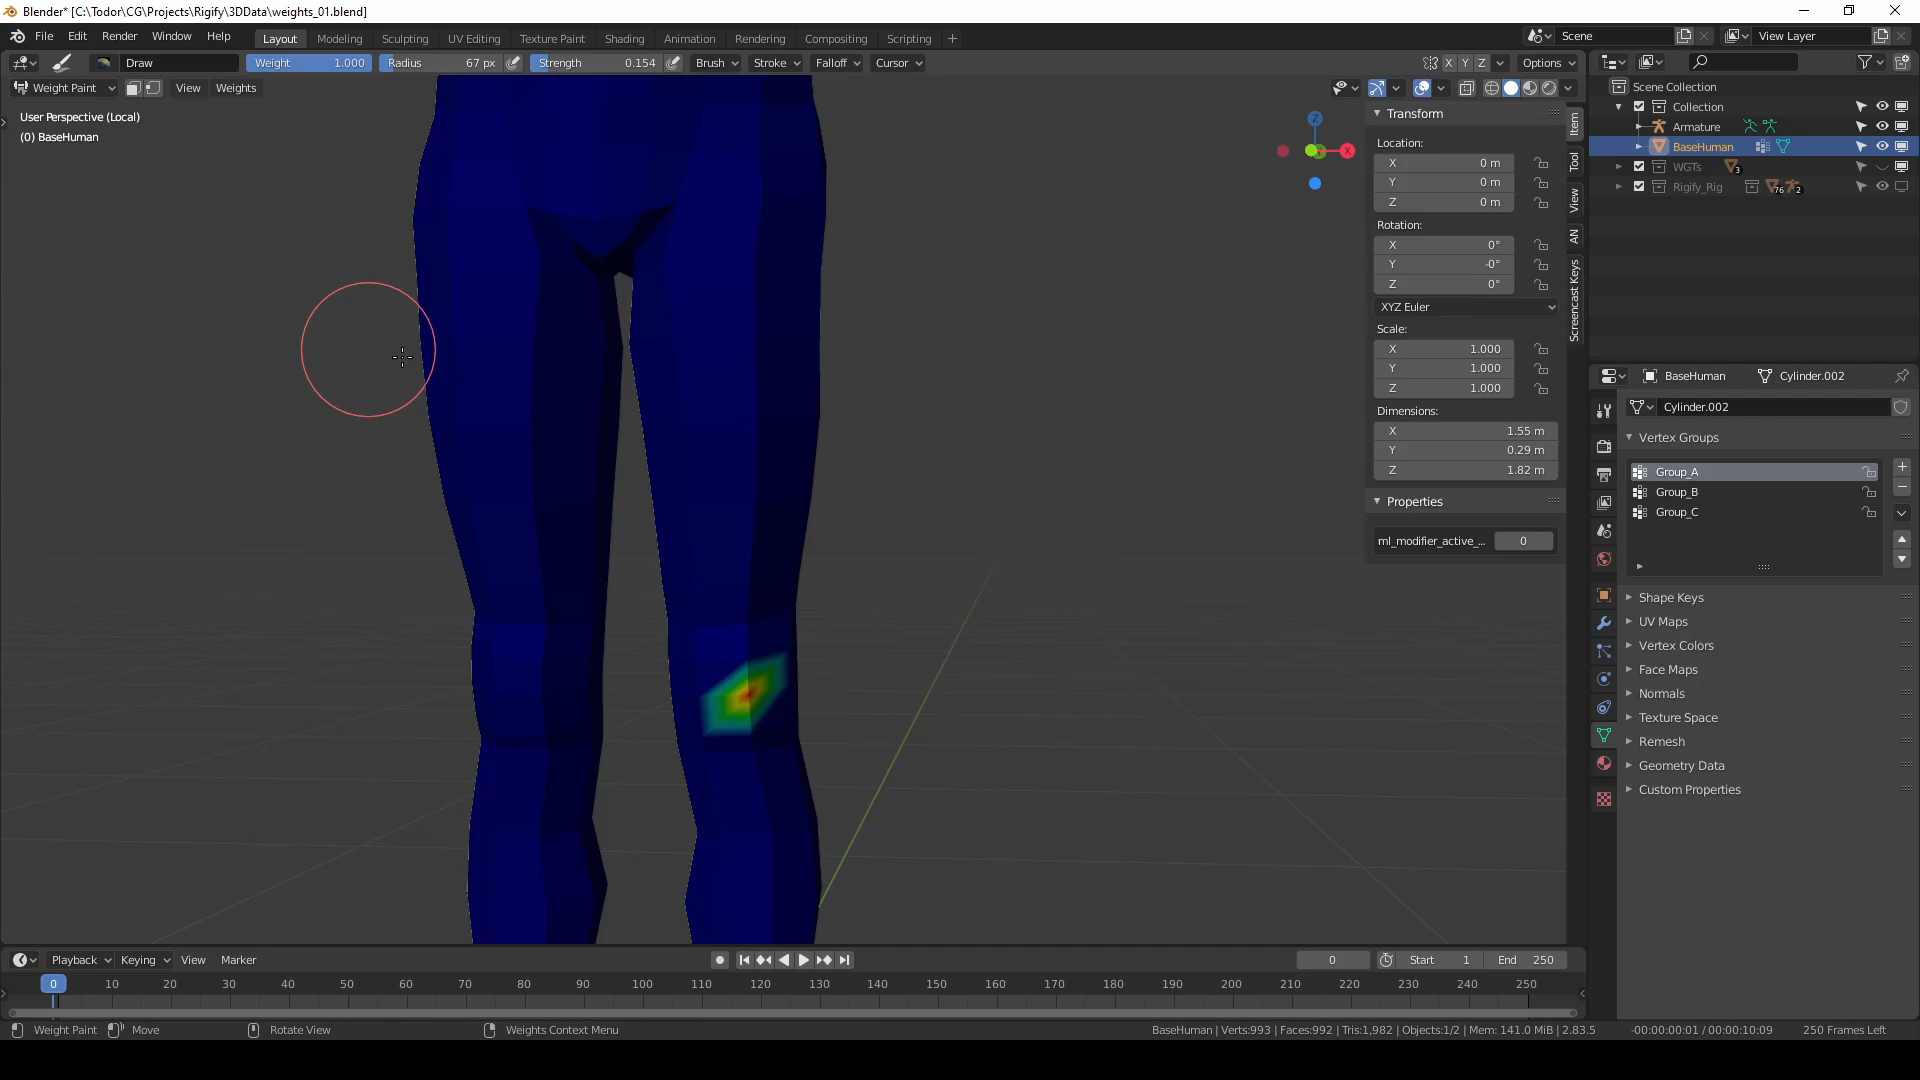 Blender* [C:\Todor\CG\Projects\Rigify\3DData\weights_01.blend]
File Edit Render Window Help Layout Modeling Sculpting UV Editing Texture Paint Shading Animation Rendering Compositing Scripting + Scene View Layer
Draw Weight 1.000 Radius 67 px Strength 0.154 Brush Stroke Falloff Cursor X Y Z Options
Weight Paint View Weights
User Perspective (Local)
(0) BaseHuman
Z
X
Transform
Location:
X 0 m
Y 0 m
Z 0 m
Rotation:
X 0°
Y -0°
Z 0°
XYZ Euler
Scale:
X 1.000
Y 1.000
Z 1.000
Dimensions:
X 1.55 m
Y 0.29 m
Z 1.82 m
Properties
ml_modifier_active_... 0
Item
Tool
View
AN
Screencast Keys
Scene Collection
Collection
Armature
BaseHuman
WGTs 3
Rigify_Rig 76 2
BaseHuman Cylinder.002
Cylinder.002
Vertex Groups
Group_A
Group_B
Group_C
Shape Keys
UV Maps
Vertex Colors
Face Maps
Normals
Texture Space
Remesh
Geometry Data
Custom Properties
Playback Keying View Marker 0 Start 1 End 250
0 10 20 30 40 50 60 70 80 90 100 110 120 130 140 150 160 170 180 190 200 210 220 230 240 250
Weight Paint Move Rotate View Weights Context Menu BaseHuman | Verts:993 | Faces:992 | Tris:1,982 | Objects:1/2 | Mem: 141.0 MiB | 2.83.5 -00:00:00:01 / 00:00:10:09 250 Frames Left